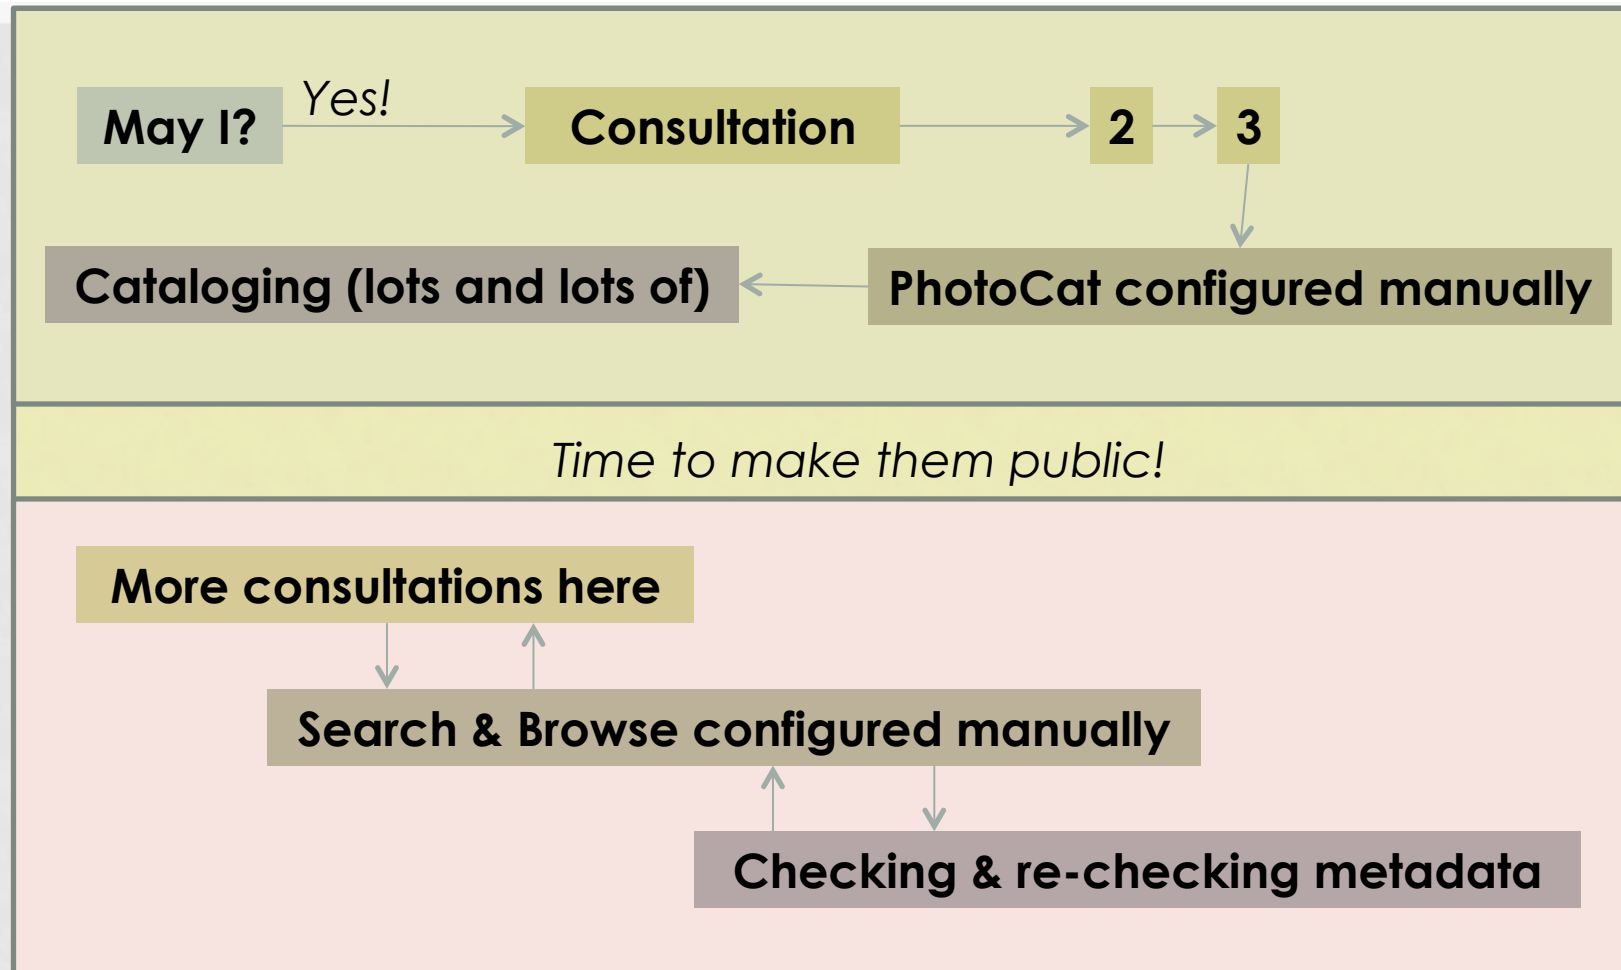 May I?
Yes!
Consultation
2
3
Cataloging (lots and lots of)
PhotoCat configured manually
Time to make them public!
More consultations here
Search & Browse configured manually
Checking & re-checking metadata